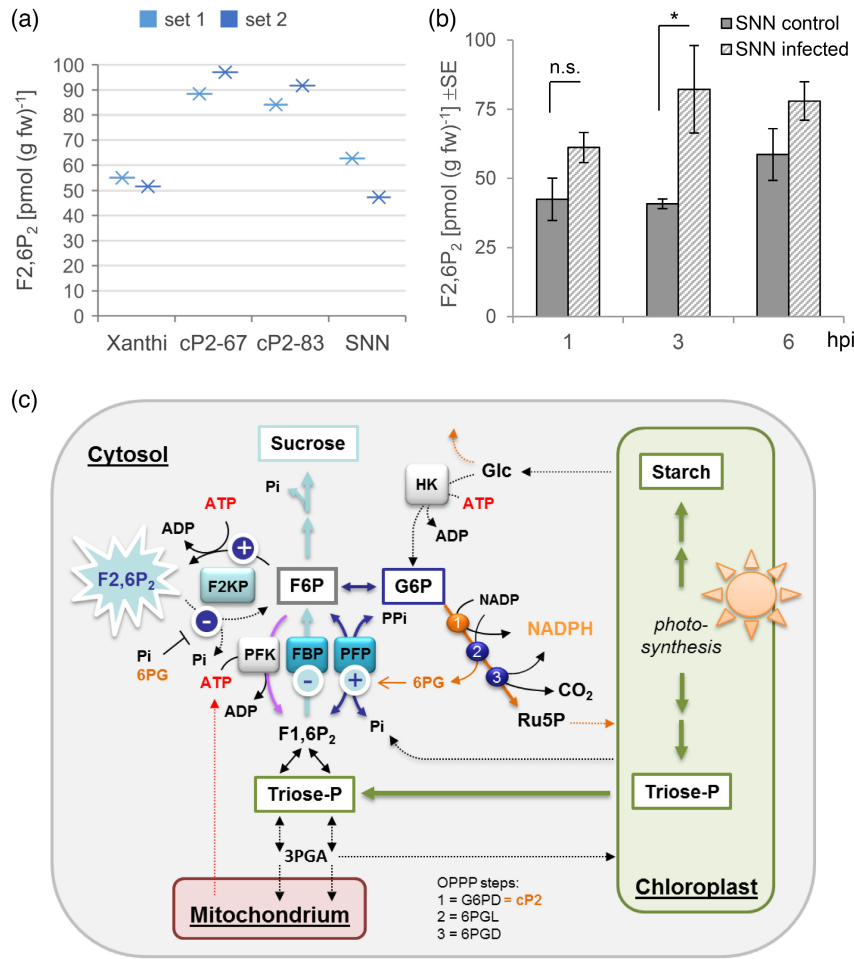 (a)
set 1 set 2
F2,6P2 [pmol (g fw)-1]
100
90
80
70
60
50
40
30
20
10
0
Xanthi cP2-67 cP2-83 SNN
(b)
SNN control
SNN infected
F2,6P2 [pmol (g fw)-1] ±SE
100
75
50
25
0
n.s.
*
1 3 6 hpi
(c)
Cytosol
Sucrose
Pi
ATP
ADP
F2,6P2
+
F2KP
-
Pi
6PG
Pi
F6P
G6P
HK
Glc
ATP
ADP
PFK
ATP
ADP
FBP
-
PFP
+
PPi
Pi
6PG
1
2
3
NADP
NADPH
CO2
Ru5P
F1,6P2
Triose-P
3PGA
Mitochondrium
Starch
photo-
synthesis
Triose-P
Chloroplast
OPPP steps:
1 = G6PD = cP2
2 = 6PGL
3 = 6PGD